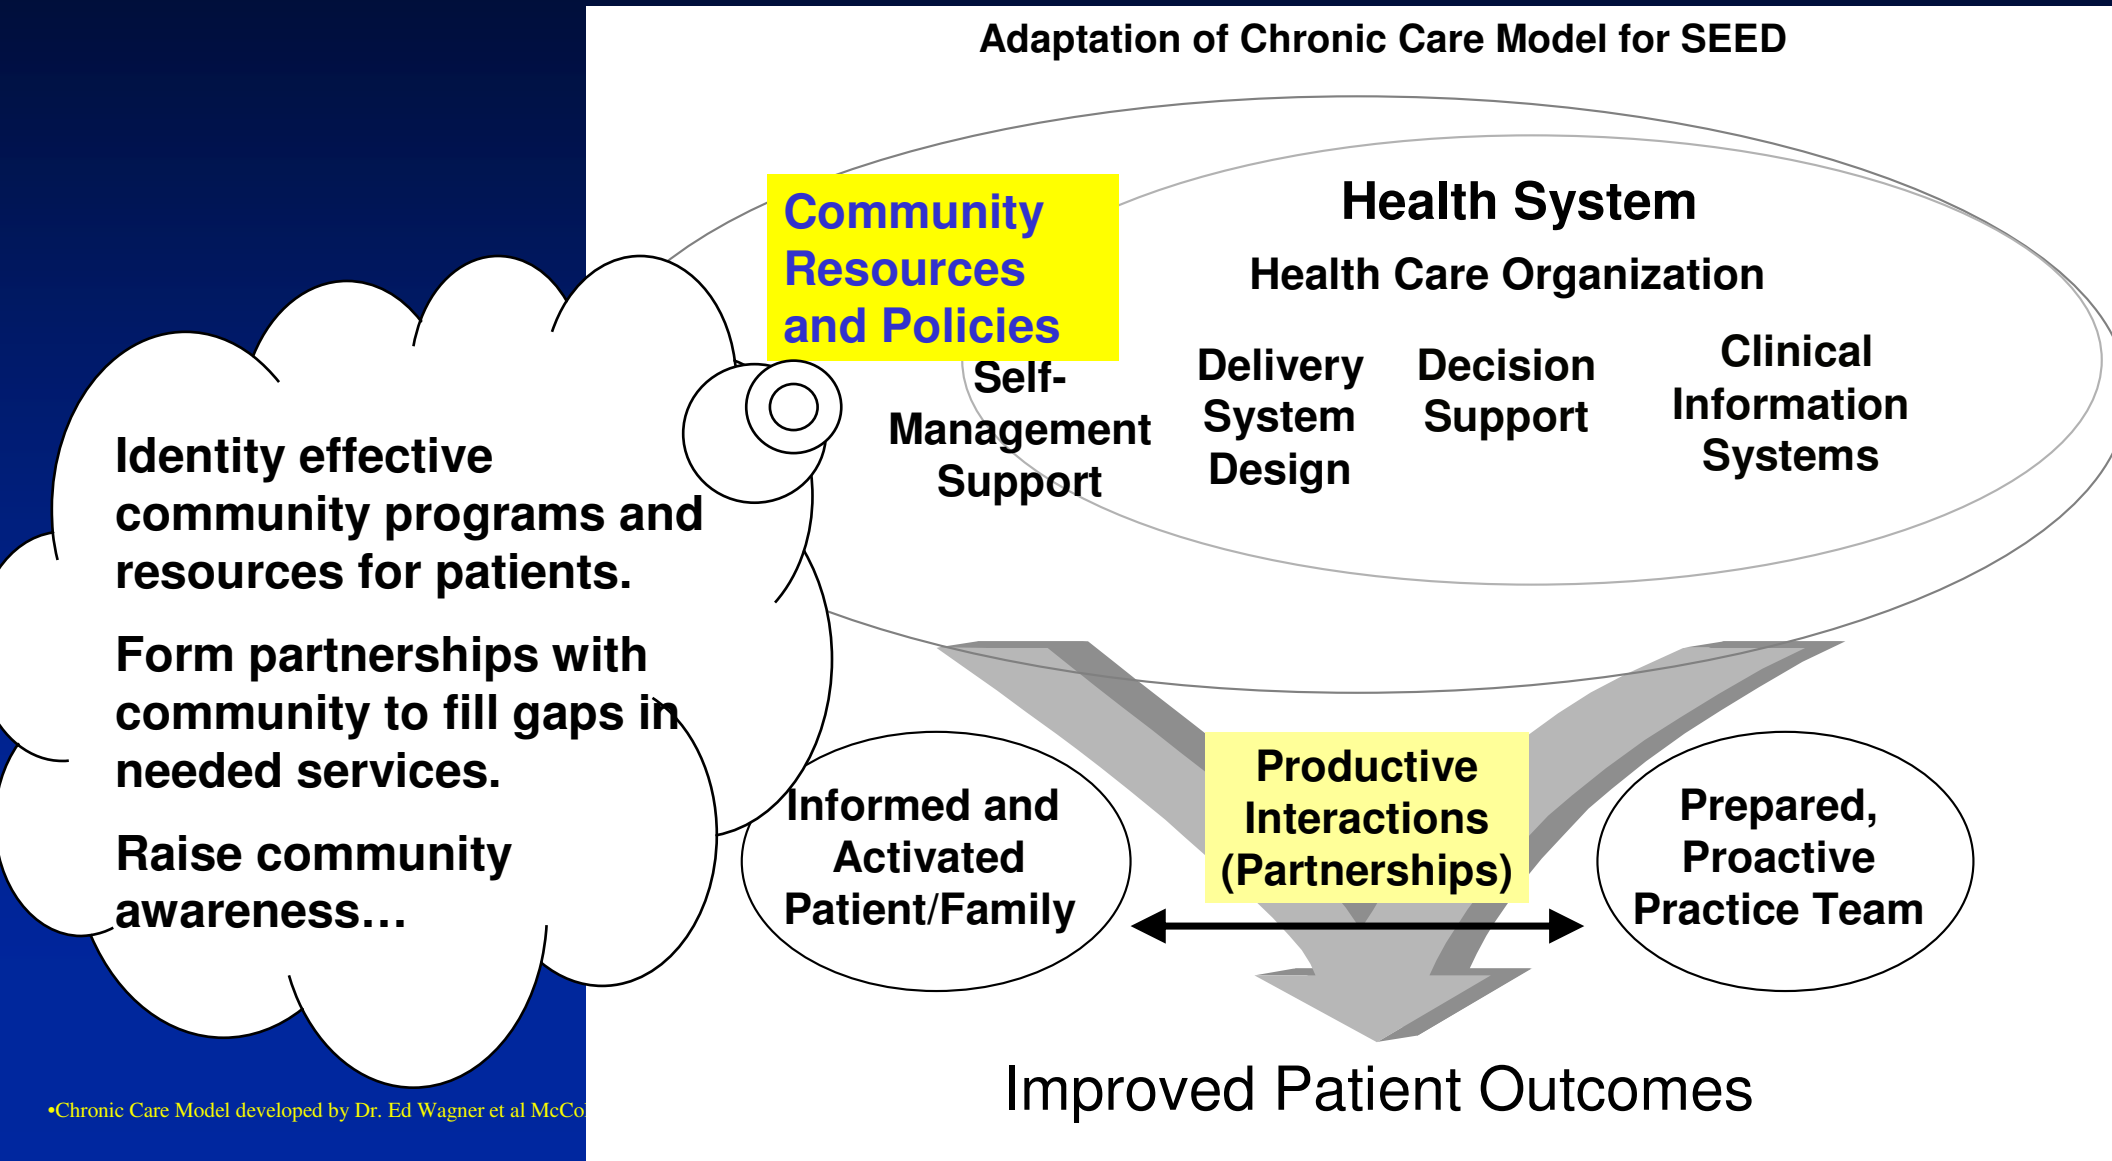 Adaptation of Chronic Care Model for SEED
Community
Resources
and Policies
Health System
Health Care Organization
Self-
Management
Support
Delivery
System
Design
Decision
Support
Clinical
Information
Systems
Identity effective
community programs and
resources for patients.
Form partnerships with
community to fill gaps in
needed services.
Raise community
awareness…
Informed and
Activated
Patient/Family
Productive
Interactions
(Partnerships)
Prepared,
Proactive
Practice Team
Improved Patient Outcomes
•Chronic Care Model developed by Dr. Ed Wagner et al